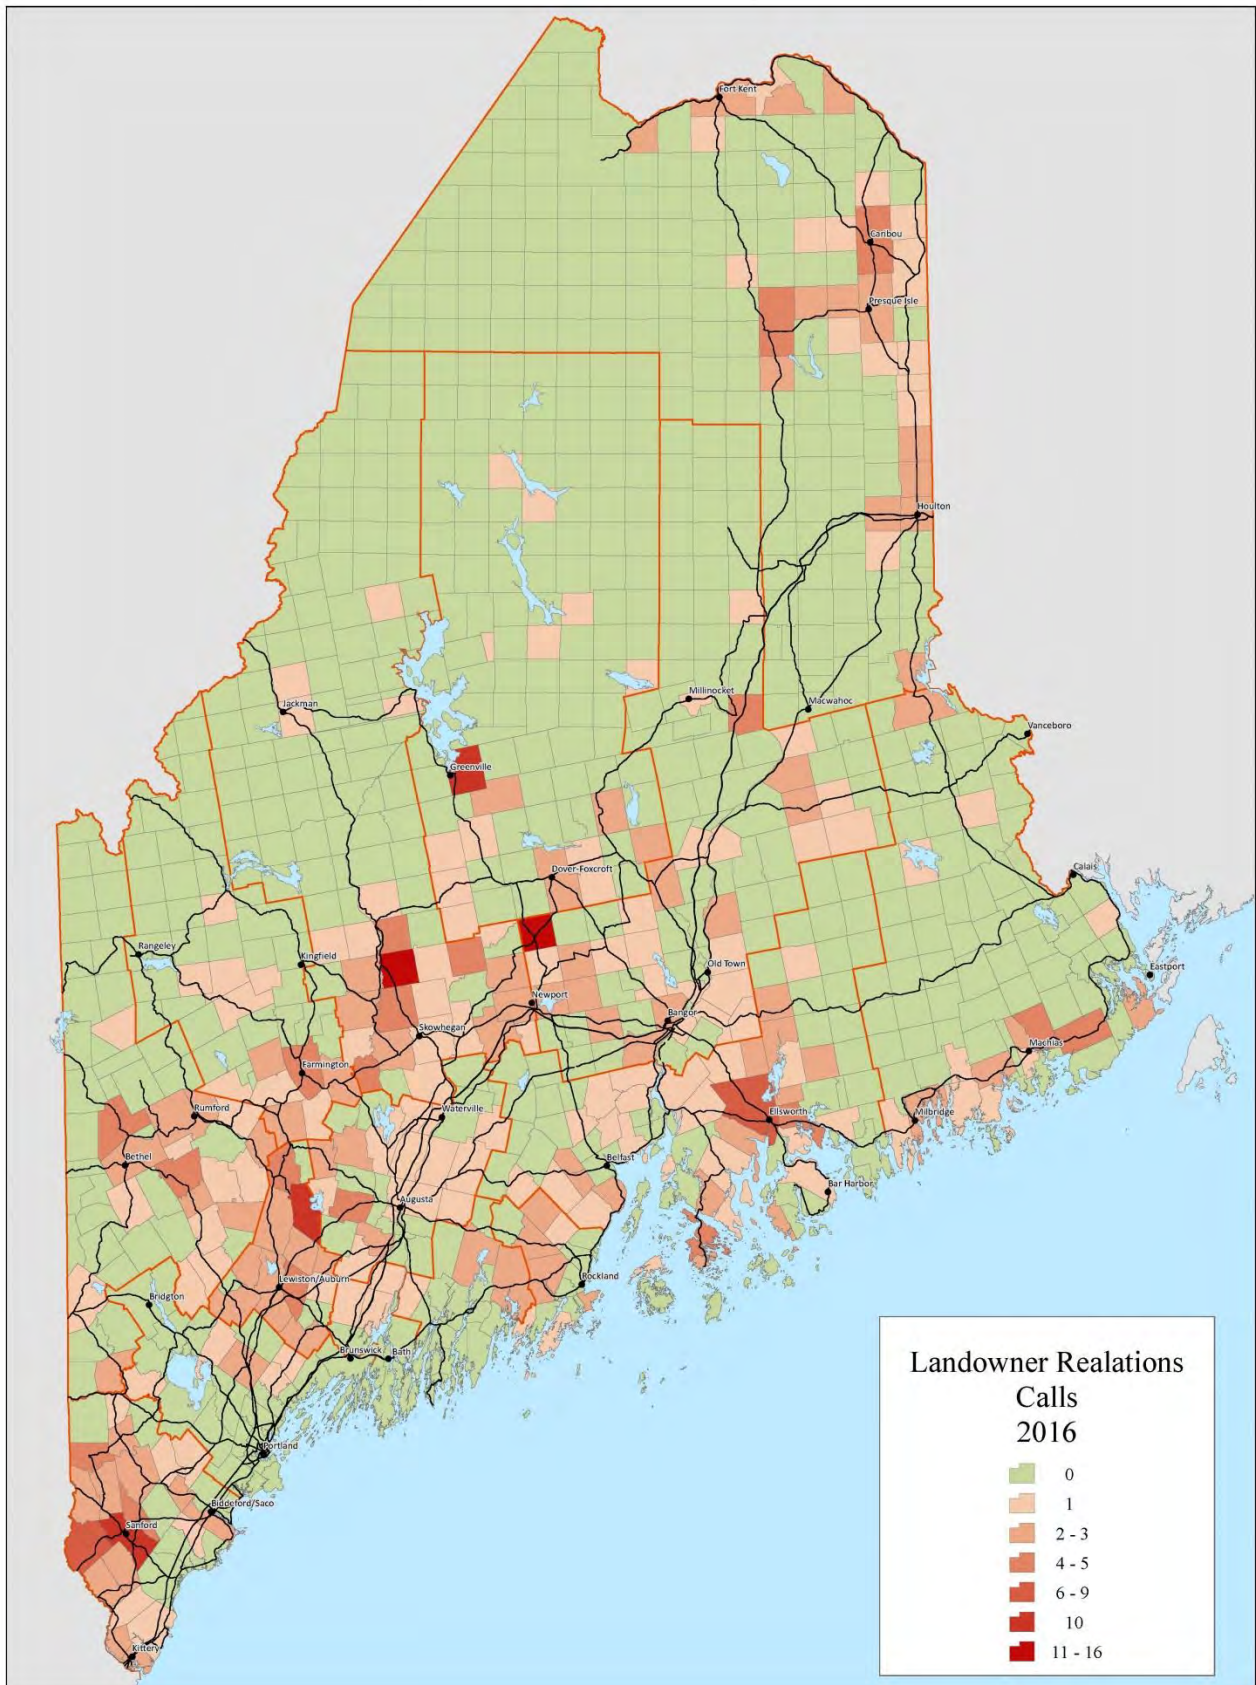 Fort Kent
Caribou
Presque Isle
Houlton
Millinocket
Macwahoc
Jackman
Vanceboro
Greenville
Dover-Foxcroft
Calais
Rangeley
Kingfield
Old Town
Eastport
Newport
Bangor
Skowhegan
Machias
Farmington
Rumford
Waterville
Ellsworth
Milbridge
Bethel
Belfast
Bar Harbor
Augusta
Lewiston/Auburn
Rockland
Bridgton
Brunswick
Bath
Portland
Biddeford/Saco
Sanford
Kittery
Landowner Realations
Calls
2016
0
1
2 - 3
4 - 5
6 - 9
10
11 - 16